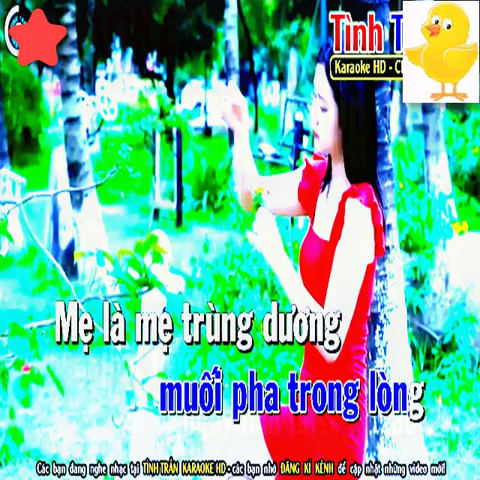 Tình
Karaoke HD - C
Mẹ là mẹ trùng dương
muối pha trong lòng
Các bạn đang nghe nhạc tại TÌNH TRẦN KARAOKE HD - các bạn nhớ ĐĂNG KÍ KÊNH để cập nhật những video mới!